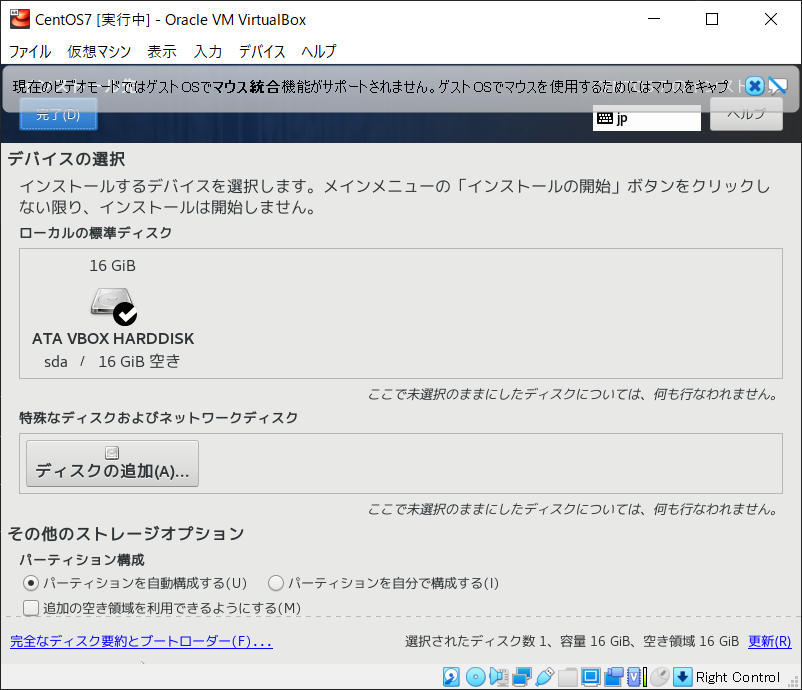 CentOS7 [実行中] - Oracle VM VirtualBox
ファイル 仮想マシン 表示 入力 デバイス ヘルプ
現在のビデオモードではゲストOSでマウス統合機能がサポートされません。ゲストOSでマウスを使用するためにはマウスをキャプ
完了(D)
jp
ヘルプ
デバイスの選択
インストールするデバイスを選択します。メインメニューの「インストールの開始」ボタンをクリックし
ない限り、インストールは開始しません。
ローカルの標準ディスク
16 GiB
ATA VBOX HARDDISK
sda / 16 GiB 空き
ここで未選択のままにしたディスクについては、何も行なわれません。
特殊なディスクおよびネットワークディスク
ディスクの追加(A)...
ここで未選択のままにしたディスクについては、何も行なわれません。
その他のストレージオプション
パーティション構成
パーティションを自動構成する(U) パーティションを自分で構成する(I)
追加の空き領域を利用できるようにする(M)
完全なディスク要約とブートローダー(F)... 選択されたディスク数 1、容量 16 GiB、空き領域 16 GiB 更新(R)
Right Control